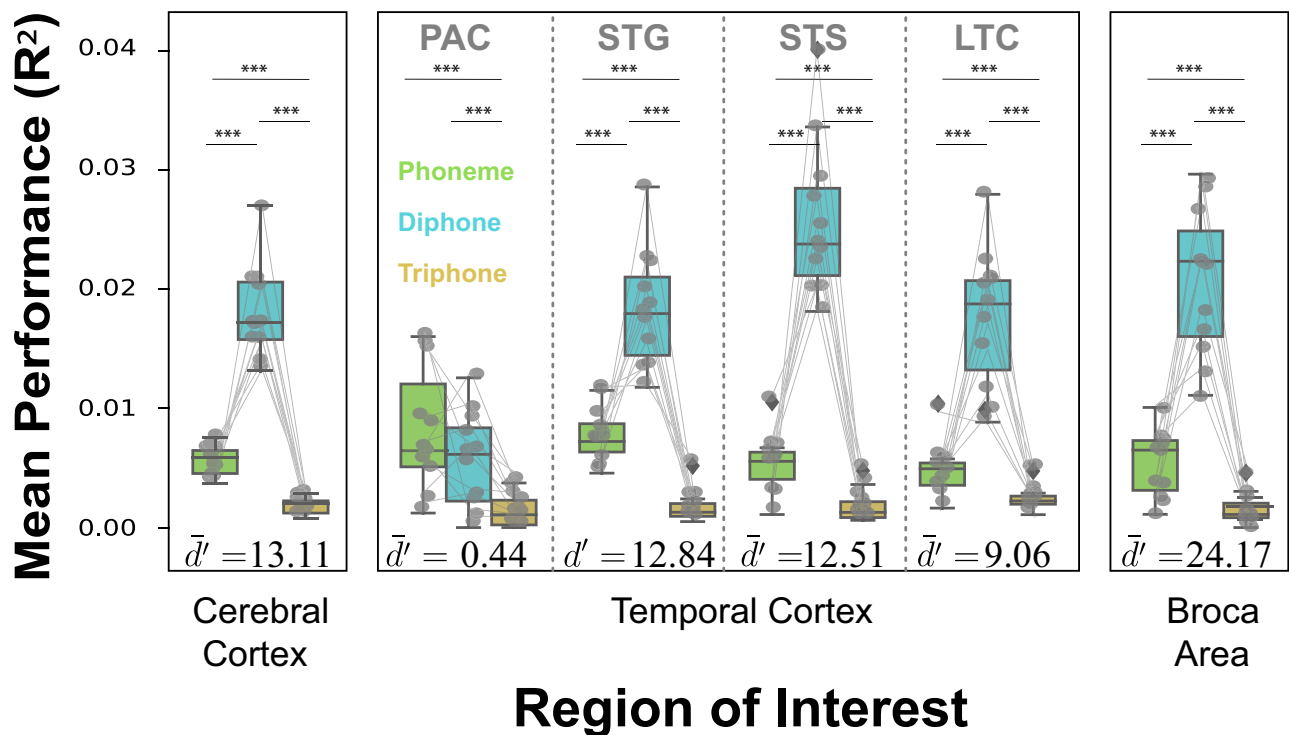 Mean Performance (R²)
0.04
0.03
0.02
0.01
0.00
*** *** ***
d̄′ =13.11
Cerebral
Cortex
PAC STG STS LTC
*** *** *** ***
*** *** *** ***
*** *** ***
Phoneme
Diphone
Triphone
d̄′ = 0.44 d′ =12.84 d̄′ =12.51 d̄′ =9.06
Temporal Cortex
*** *** ***
d̄′ =24.17
Broca
Area
Region of Interest